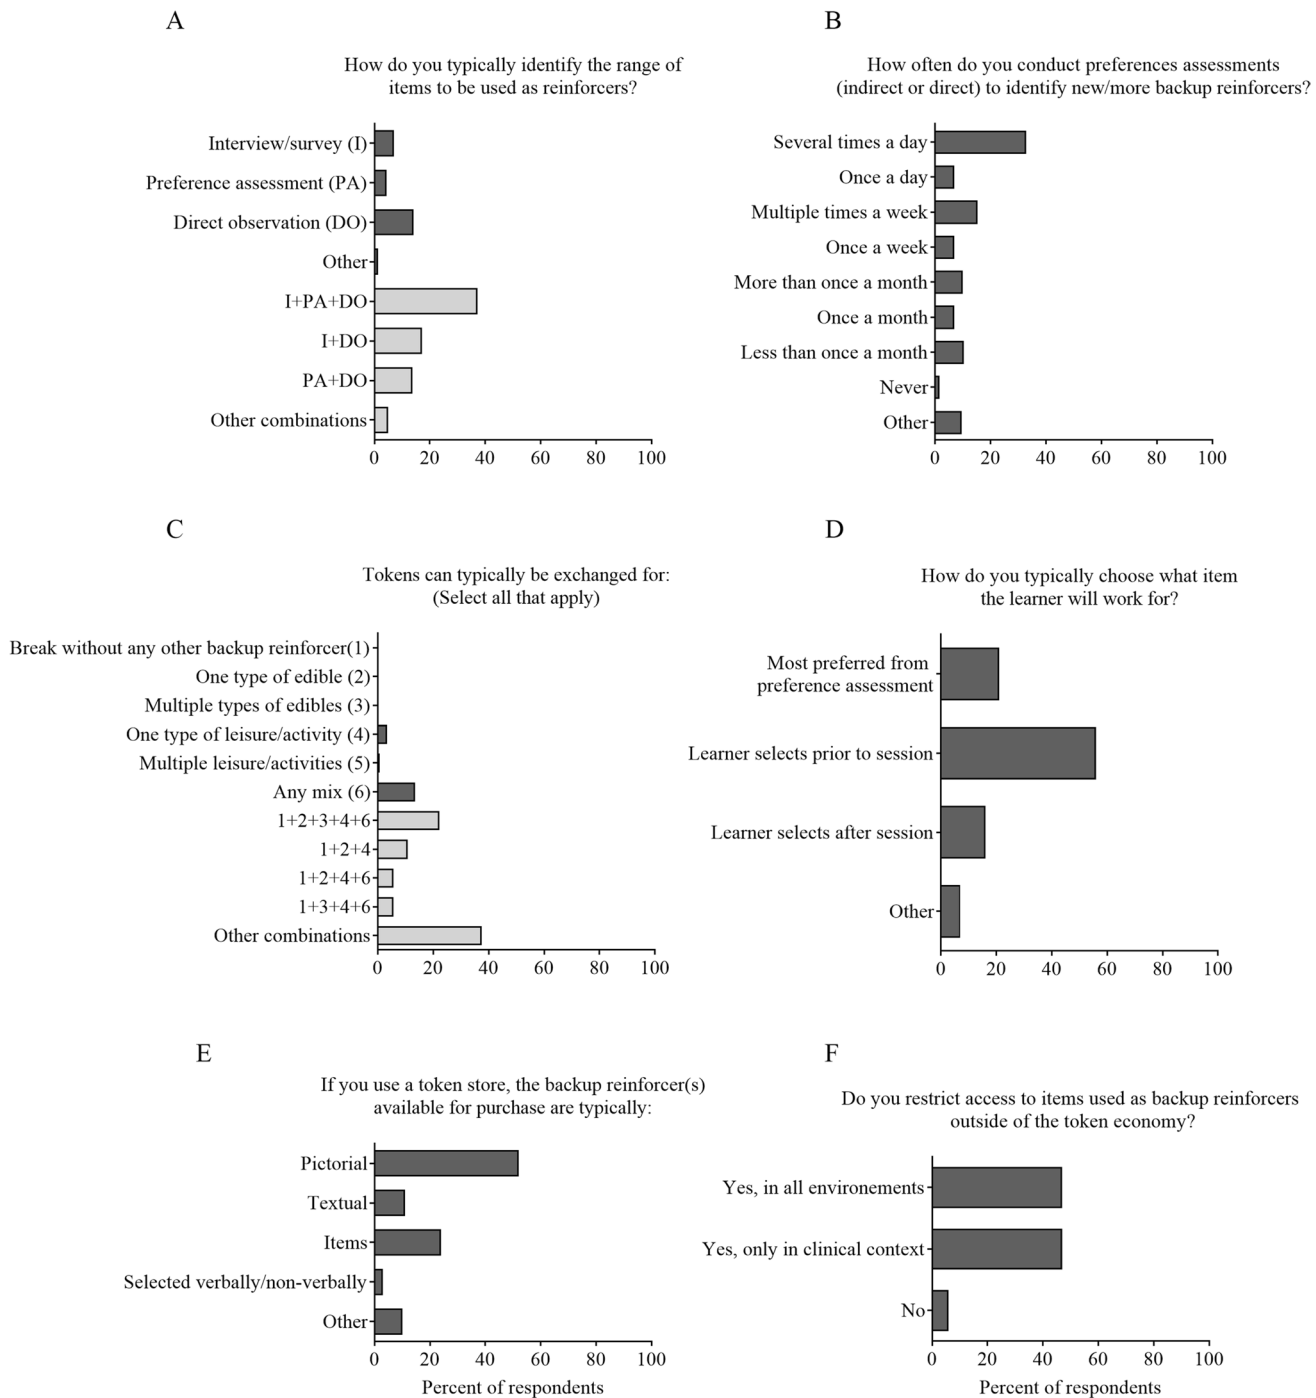 A
How do you typically identify the range of
items to be used as reinforcers?
Interview/survey (I)
Preference assessment (PA)
Direct observation (DO)
Other
I+PA+DO
I+DO
PA+DO
Other combinations
0 20 40 60 80 100
B
How often do you conduct preferences assessments
(indirect or direct) to identify new/more backup reinforcers?
Several times a day
Once a day
Multiple times a week
Once a week
More than once a month
Once a month
Less than once a month
Never
Other
0 20 40 60 80 100
C
Tokens can typically be exchanged for:
(Select all that apply)
Break without any other backup reinforcer(1)
One type of edible (2)
Multiple types of edibles (3)
One type of leisure/activity (4)
Multiple leisure/activities (5)
Any mix (6)
1+2+3+4+6
1+2+4
1+2+4+6
1+3+4+6
Other combinations
0 20 40 60 80 100
D
How do you typically choose what item
the learner will work for?
Most preferred from
preference assessment
Learner selects prior to session
Learner selects after session
Other
0 20 40 60 80 100
E
If you use a token store, the backup reinforcer(s)
available for purchase are typically:
Pictorial
Textual
Items
Selected verbally/non-verbally
Other
0 20 40 60 80 100
Percent of respondents
F
Do you restrict access to items used as backup reinforcers
outside of the token economy?
Yes, in all environements
Yes, only in clinical context
No
0 20 40 60 80 100
Percent of respondents